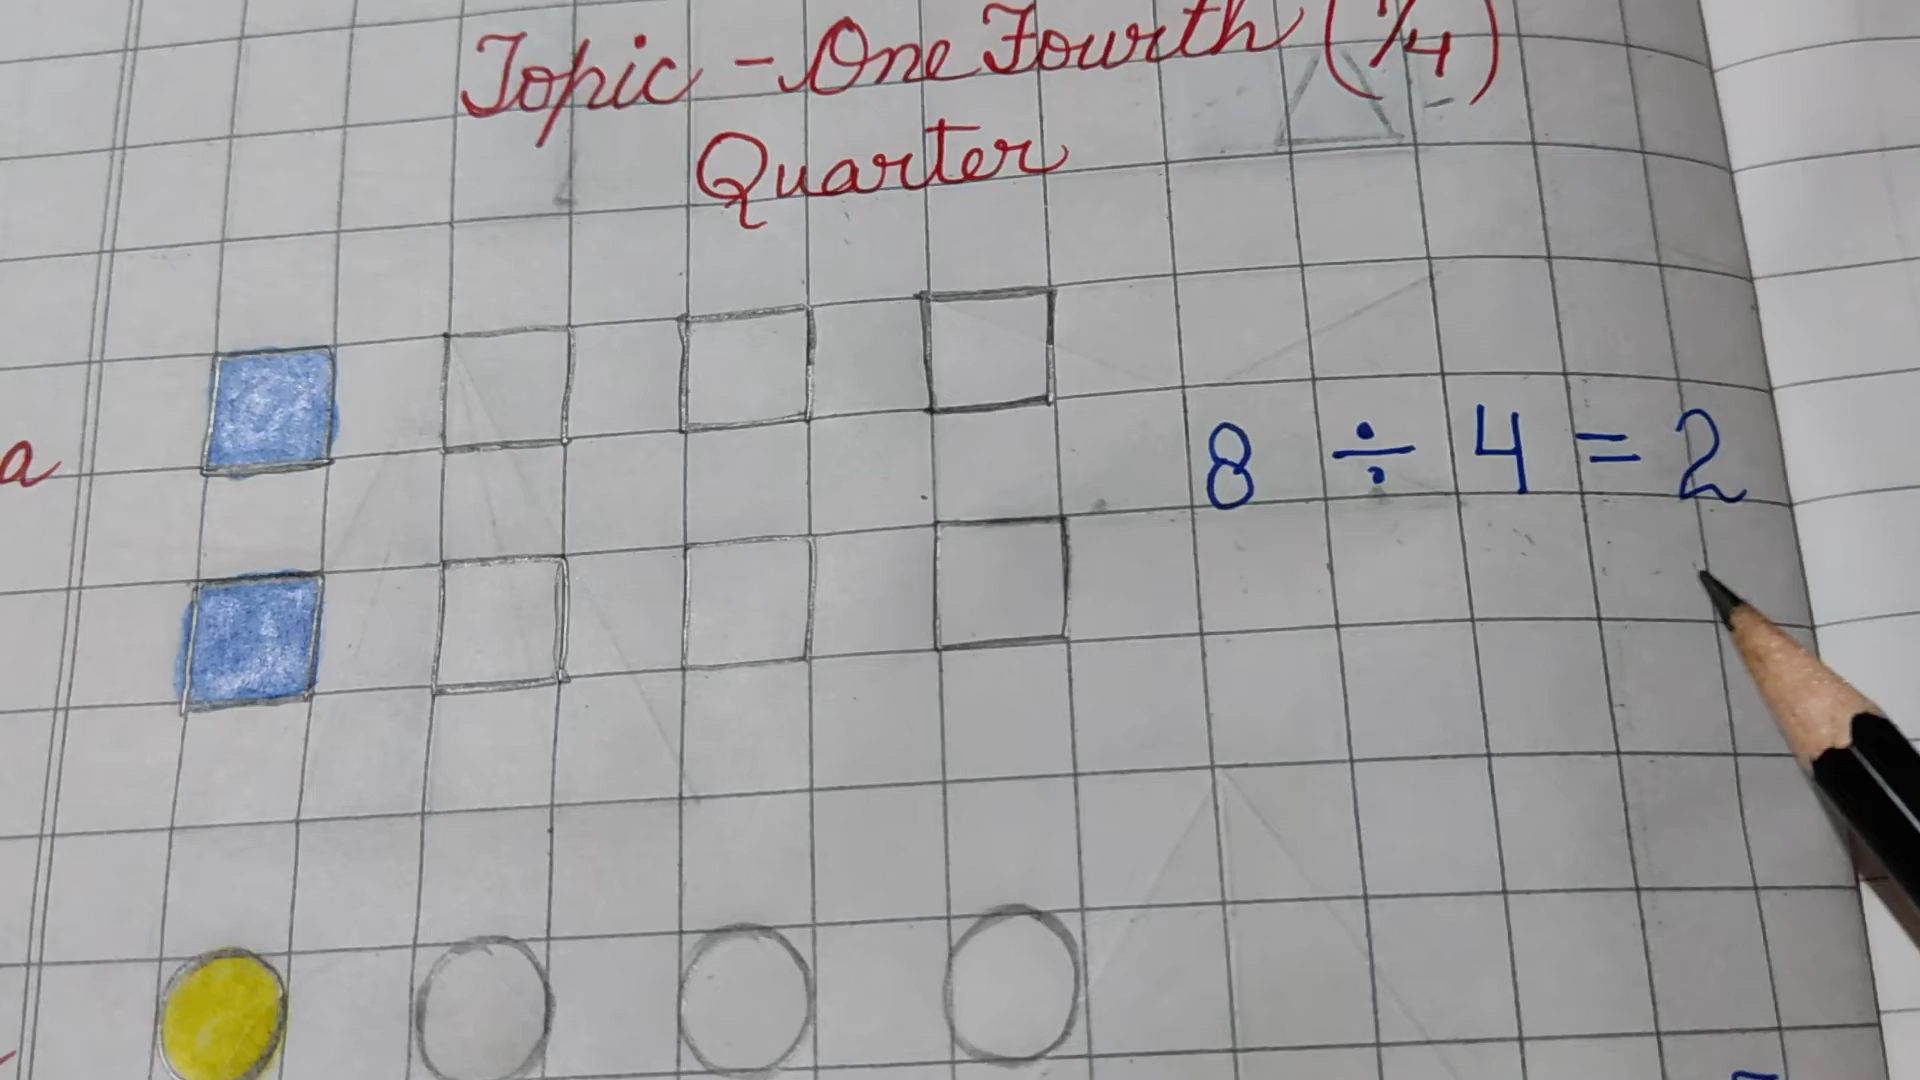 Topic - One Fourth (1/4)
Quarter
a
8 ÷ 4 = 2